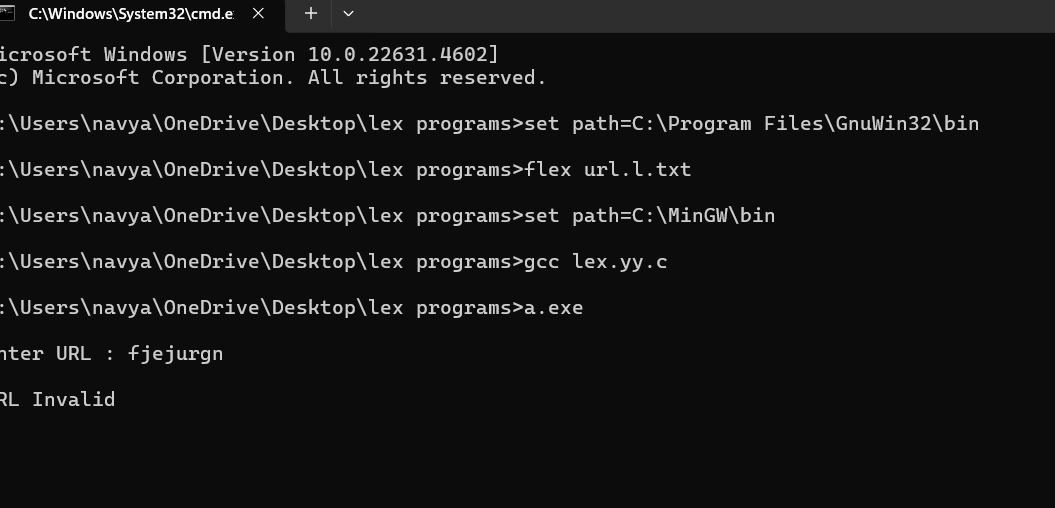 C:\Windows\System32\cmd.e
icrosoft Windows [Version 10.0.22631.4602]
c) Microsoft Corporation. All rights reserved.
:\Users\navya\OneDrive\Desktop\lex programs>set path=C:\Program Files\GnuWin32\bin
:\Users\navya\OneDrive\Desktop\lex programs>flex url.l.txt
:\Users\navya\OneDrive\Desktop\lex programs>set path=C:\MinGW\bin
:\Users\navya\OneDrive\Desktop\lex programs>gcc lex.yy.c
:\Users\navya\OneDrive\Desktop\lex programs>a.exe
nter URL : fjejurgn
RL Invalid